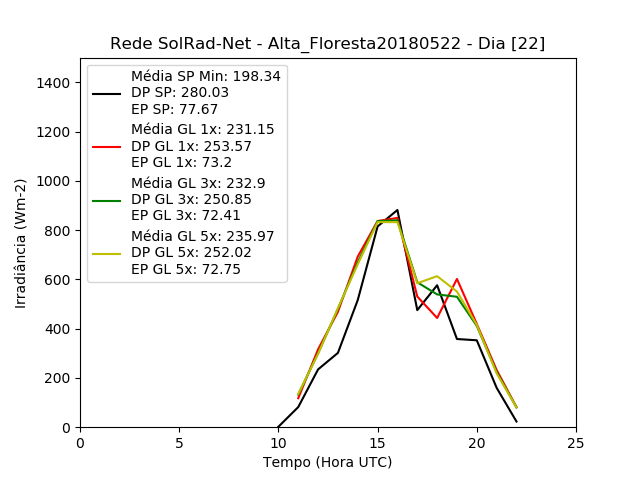 Rede SolRad-Net - Alta_Floresta20180522 - Dia [22]
Média SP Min: 198.34
DP SP: 280.03
EP SP: 77.67
Média GL 1x: 231.15
DP GL 1x: 253.57
EP GL 1x: 73.2
Média GL 3x: 232.9
DP GL 3x: 250.85
EP GL 3x: 72.41
Média GL 5x: 235.97
DP GL 5x: 252.02
EP GL 5x: 72.75
Irradiância (Wm-2)
1400
1200
1000
800
600
400
200
0
0 5 10 15 20 25
Tempo (Hora UTC)